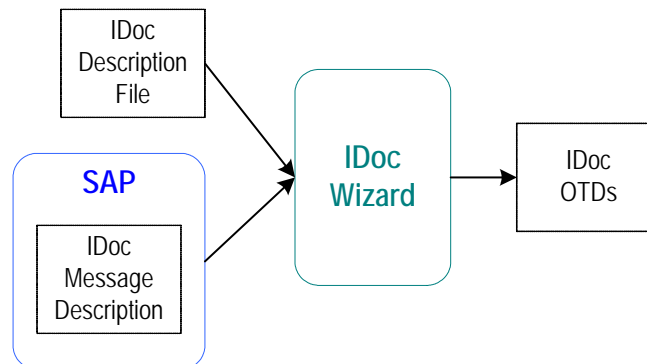 IDoc
Description
File
SAP
IDoc
Message
Description
IDoc
Wizard
IDoc
OTDs